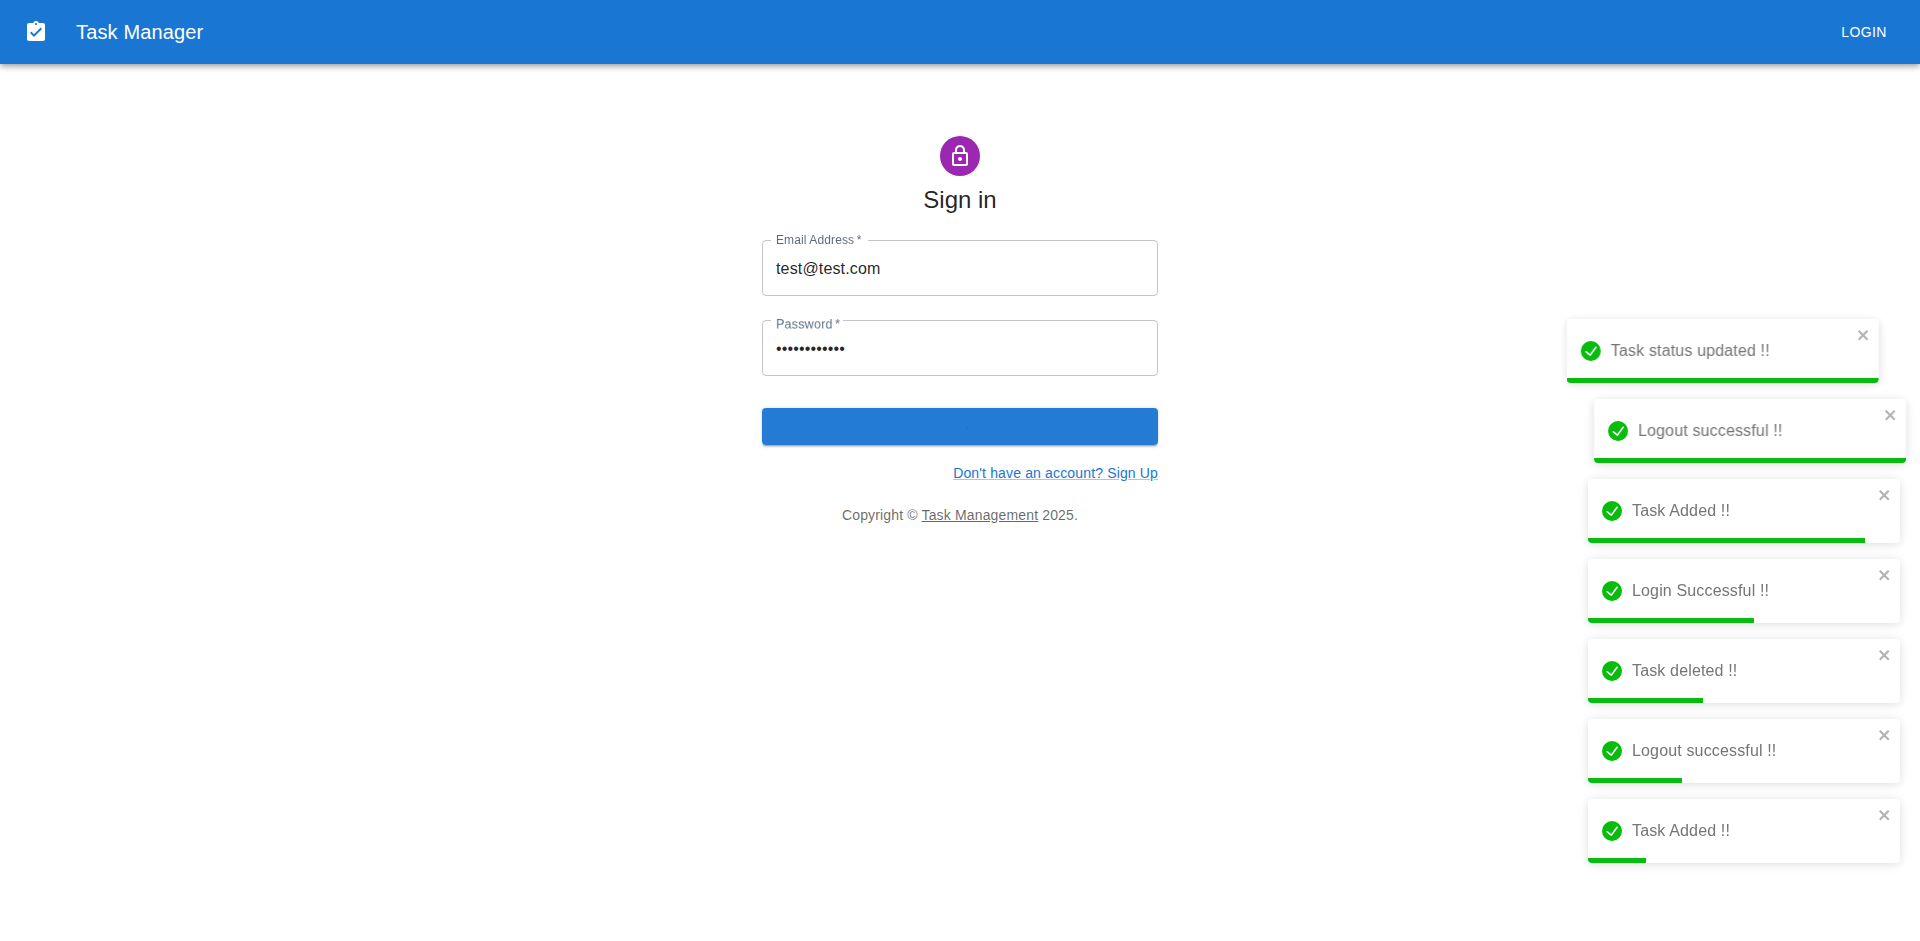 Task Manager
LOGIN
Sign in
Email Address *
test@test.com
Password *
••••••••••••
Don't have an account? Sign Up
Copyright © Task Management 2025.
Task status updated !!
Logout successful !!
Task Added !!
Login Successful !!
Task deleted !!
Logout successful !!
Task Added !!